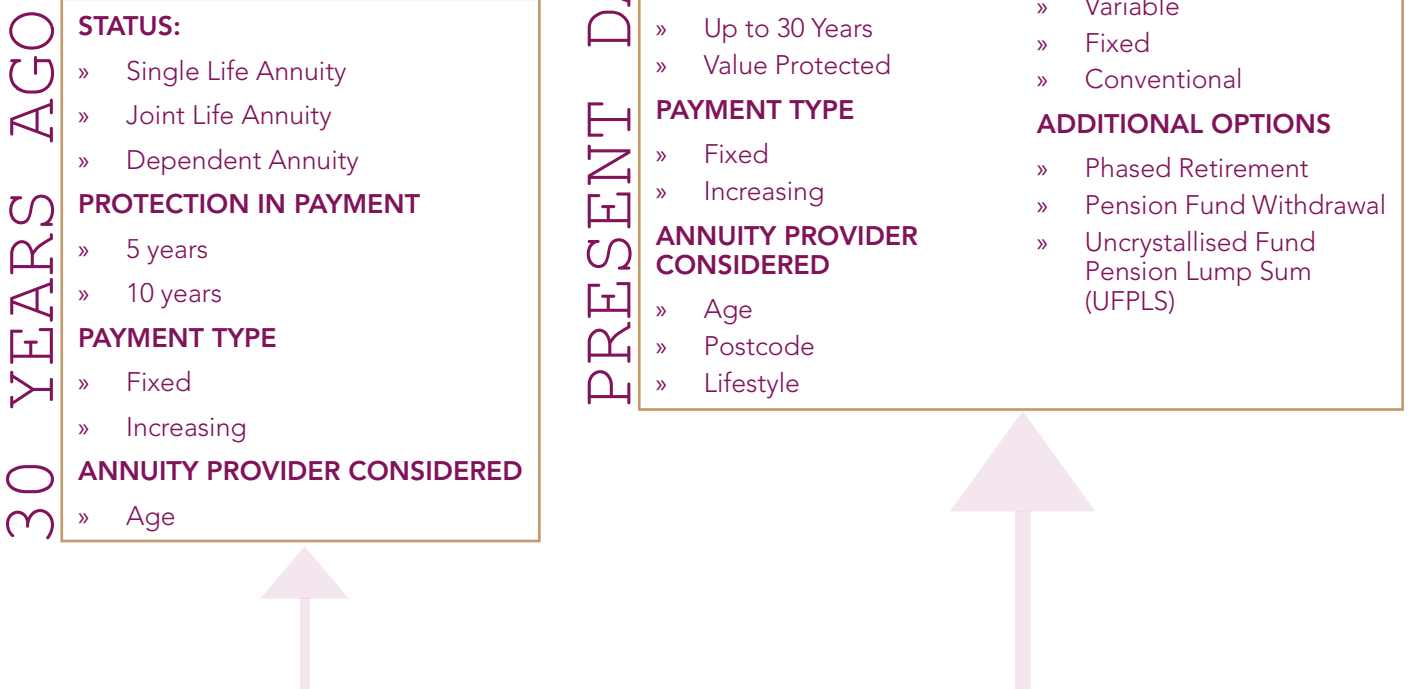 30 YEARS AGO
STATUS:
» Single Life Annuity
» Joint Life Annuity
» Dependent Annuity
PROTECTION IN PAYMENT
» 5 years
» 10 years
PAYMENT TYPE
» Fixed
» Increasing
ANNUITY PROVIDER CONSIDERED
» Age
PRESENT
» Up to 30 Years
» Value Protected
PAYMENT TYPE
» Fixed
» Increasing
ANNUITY PROVIDER
CONSIDERED
» Age
» Postcode
» Lifestyle
» Variable
» Fixed
» Conventional
ADDITIONAL OPTIONS
» Phased Retirement
» Pension Fund Withdrawal
» Uncrystallised Fund
Pension Lump Sum
(UFPLS)